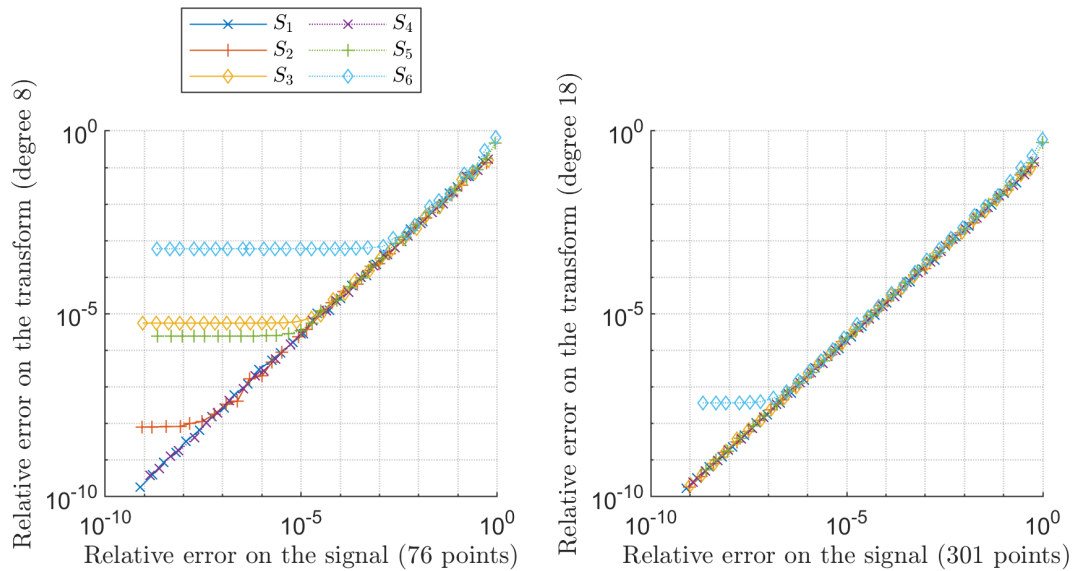 S1 S4
S2 S5
S3 S6
Relative error on the transform (degree 8)
10^0
10^-5
10^-10
10^-10 10^-5 10^0
Relative error on the signal (76 points)
Relative error on the transform (degree 18)
10^0
10^-5
10^-10
10^-10 10^-5 10^0
Relative error on the signal (301 points)